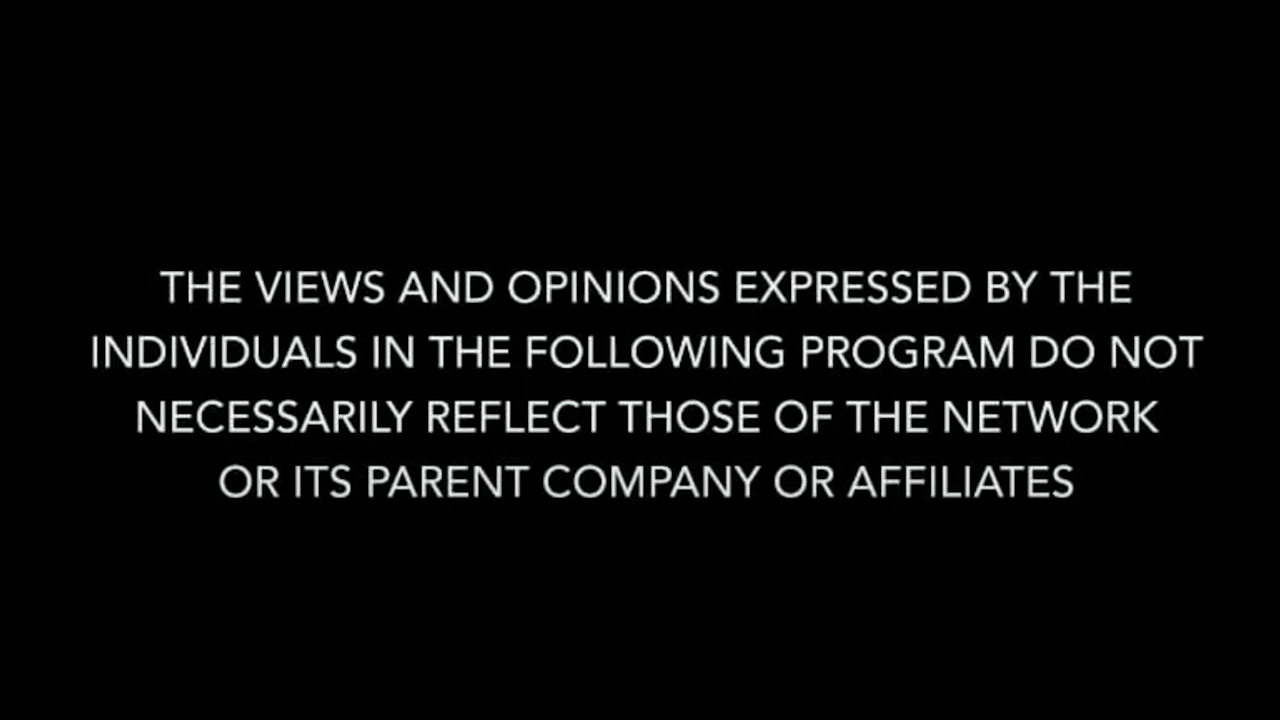 THE VIEWS AND OPINIONS EXPRESSED BY THE
INDIVIDUALS IN THE FOLLOWING PROGRAM DO NOT
NECESSARILY REFLECT THOSE OF THE NETWORK
OR ITS PARENT COMPANY OR AFFILIATES